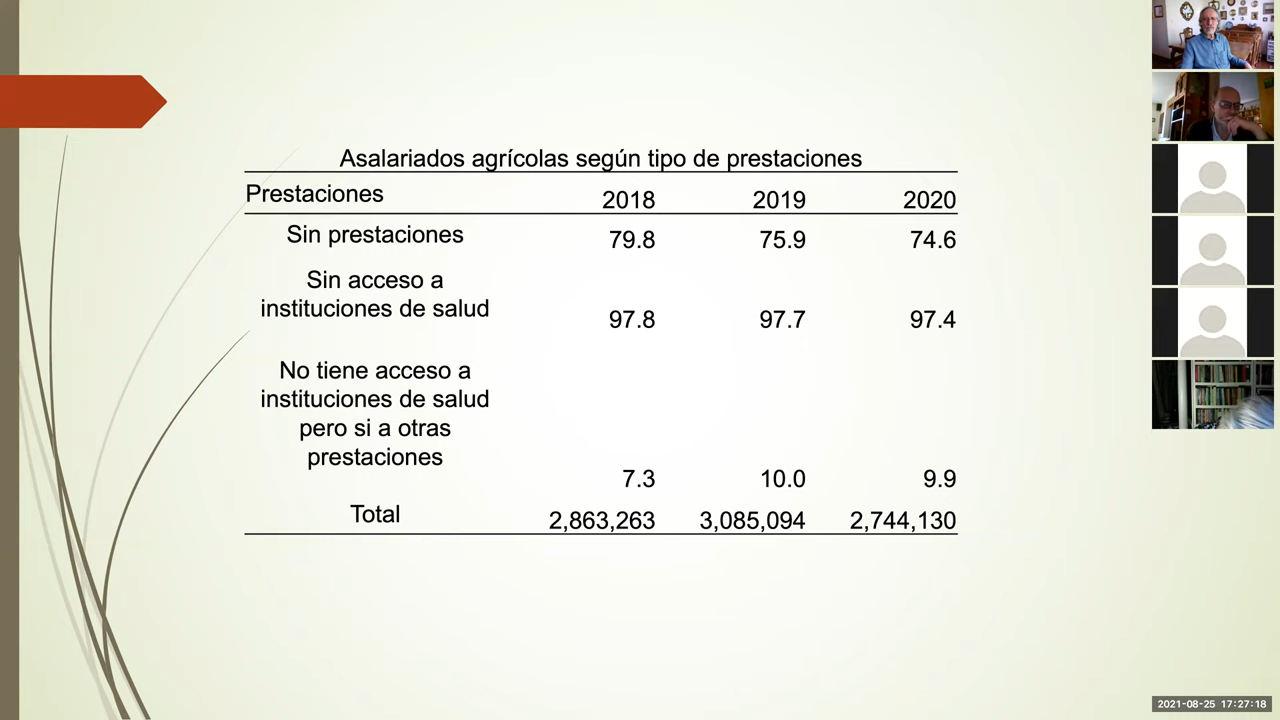 Asalariados agrícolas según tipo de prestaciones
Prestaciones 2018 2019 2020
Sin prestaciones 79.8 75.9 74.6
Sin acceso a
instituciones de salud 97.8 97.7 97.4
No tiene acceso a
instituciones de salud
pero si a otras
prestaciones 7.3 10.0 9.9
Total 2,863,263 3,085,094 2,744,130
2021-08-25 17:27:18